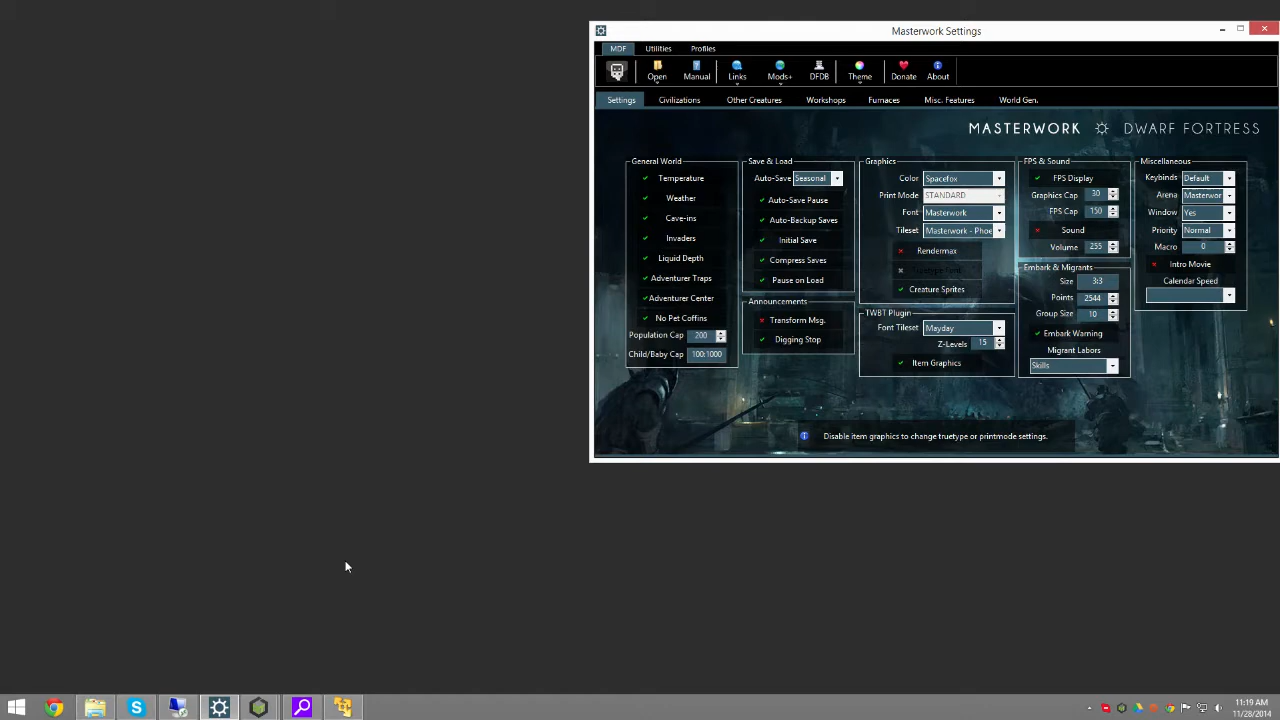 Masterwork Settings
MDF Utilities Profiles
Open Manual Links Mods+ DFDB Theme Donate About
Settings Civilizations Other Creatures Workshops Furnaces Misc. Features World Gen.
MASTERWORK DWARF FORTRESS
General World
Temperature
Weather
Cave-ins
Invaders
Liquid Depth
Adventurer Traps
Adventurer Center
No Pet Coffins
Population Cap 200
Child/Baby Cap 100:1000
Save & Load
Auto-Save Seasonal
Auto-Save Pause
Auto-Backup Saves
Initial Save
Compress Saves
Pause on Load
Announcements
Transform Msg.
Digging Stop
Graphics
Color Spacefox
Print Mode STANDARD
Font Masterwork
Tileset Masterwork - Phoe
Rendermax
Truetype Font
Creature Sprites
TWBT Plugin
Font Tileset Mayday
Z-Levels 15
Item Graphics
FPS & Sound
FPS Display
Graphics Cap 30
FPS Cap 150
Sound
Volume 255
Embark & Migrants
Size 3:3
Points 2544
Group Size 10
Embark Warning
Migrant Labors
Skills
Miscellaneous
Keybinds Default
Arena Masterwor
Window Yes
Priority Normal
Macro 0
Intro Movie
Calendar Speed
Disable item graphics to change truetype or printmode settings.
11:19 AM
11/28/2014